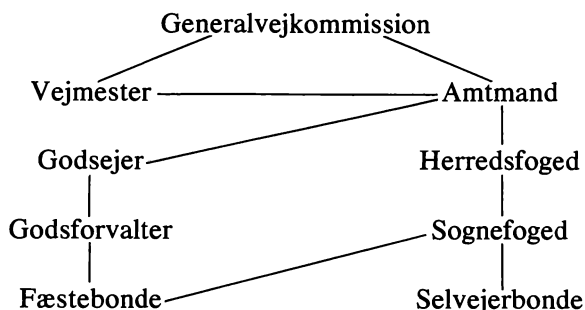 Generalvejkommission
Vejmester Amtmand
Godsejer Herredsfoged
Godsforvalter Sognefoged
Fæstebonde Selvejerbonde